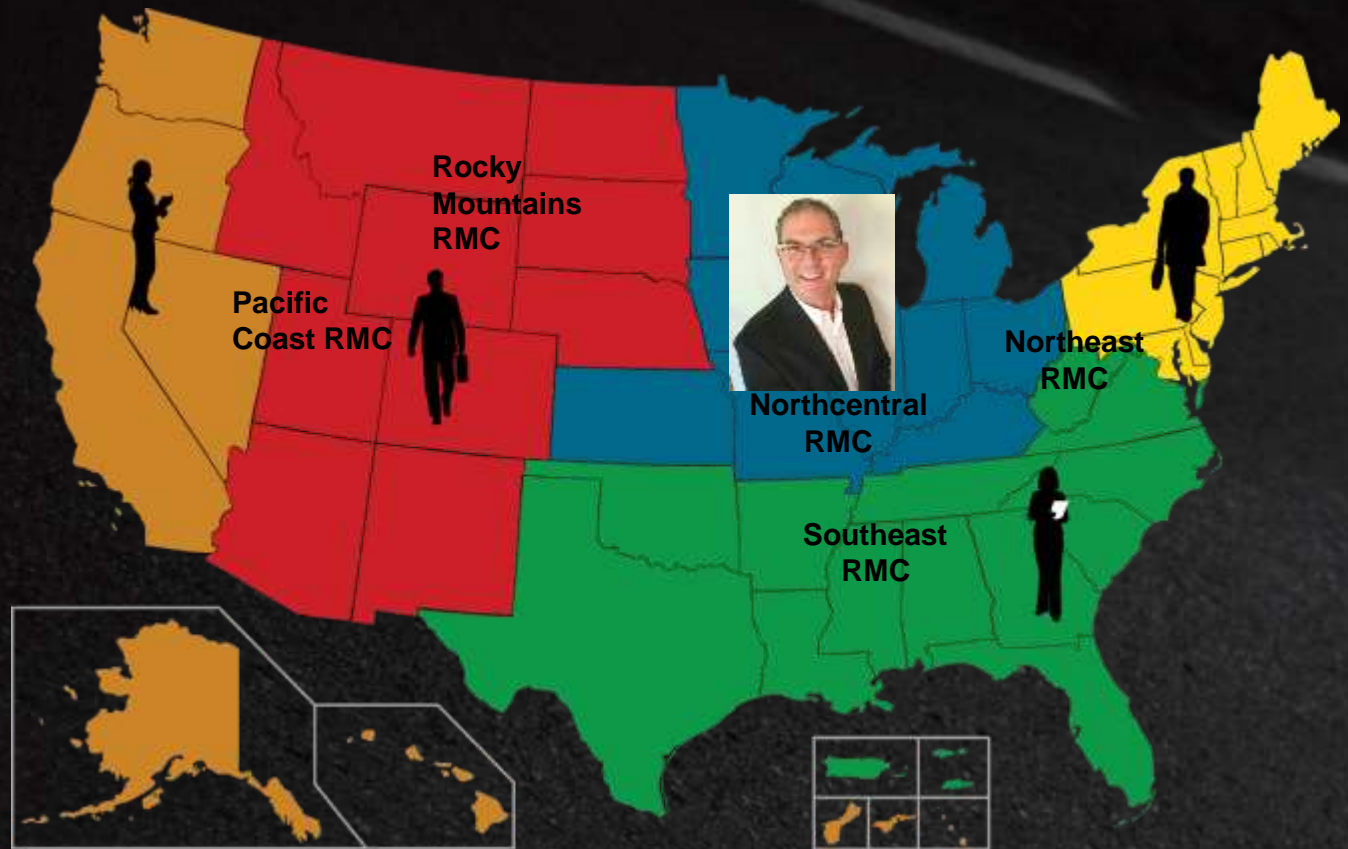 Rocky
Mountains
RMC
Pacific
Coast RMC
Northeast
RMC
Northcentral
RMC
Southeast
RMC